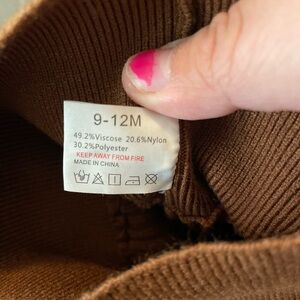 9-12M
49.2%Viscose 20.6%Nylon
30.2%Polyester
KEEP AWAY FROM FIRE
MADE IN CHINA